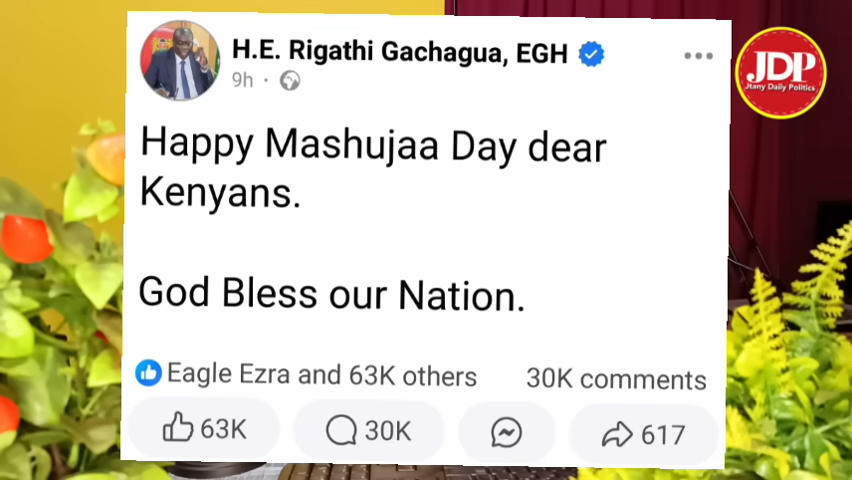 H.E. Rigathi Gachagua, EGH
9h ·
JDP
Jtany Daily Politics
Happy Mashujaa Day dear
Kenyans.
God Bless our Nation.
Eagle Ezra and 63K others 30K comments
63K 30K 617